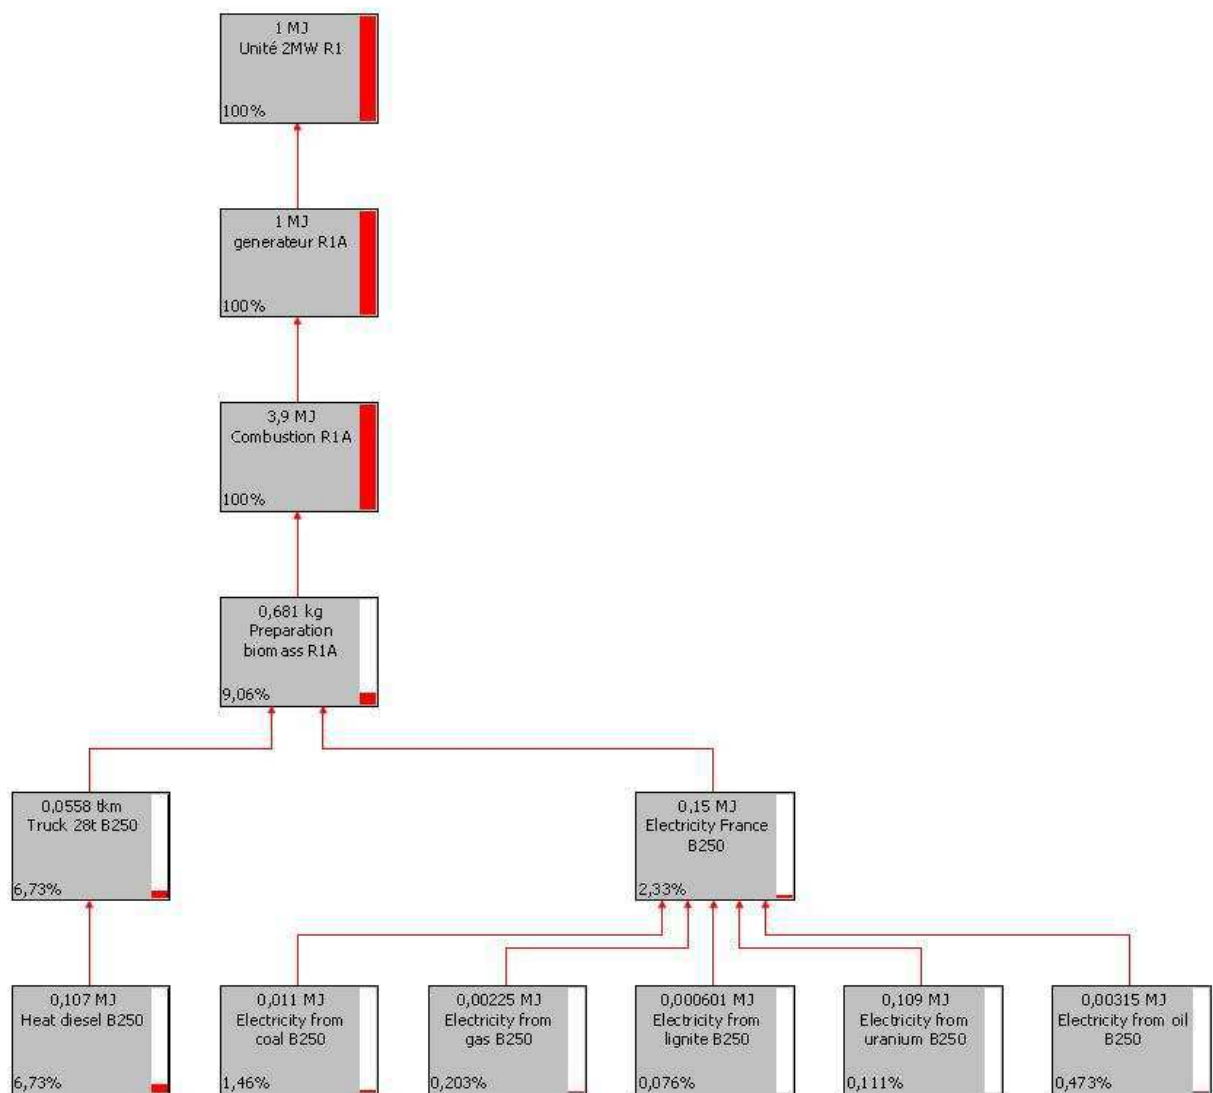 1 MJ
Unité 2MW R1
100%
1 MJ
generateur R1A
100%
3,9 MJ
Combustion R1A
100%
0,681 kg
Preparation
biomass R1A
9,06%
0,0558 tkm
Truck 28t B250
6,73%
0,15 MJ
Electricity France
B250
2,33%
0,107 MJ
Heat diesel B250
6,73%
0,011 MJ
Electricity from
coal B250
1,46%
0,00225 MJ
Electricity from
gas B250
0,203%
0,000601 MJ
Electricity from
lignite B250
0,076%
0,109 MJ
Electricity from
uranium B250
0,111%
0,00315 MJ
Electricity from oil
B250
0,473%